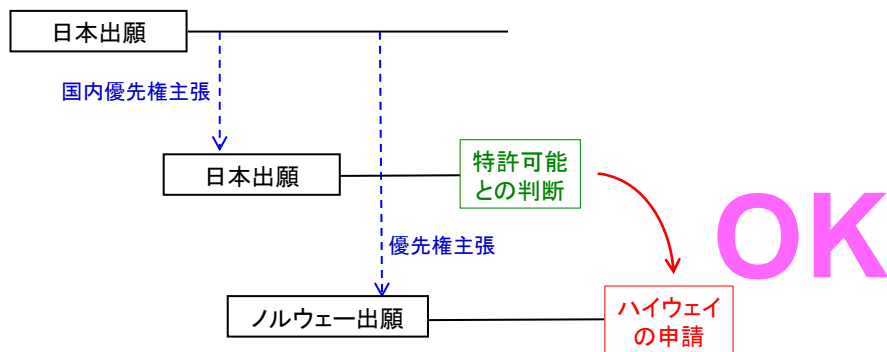 日本出願
国内優先権主張
日本出願
特許可能
との判断
OK
優先権主張
ノルウェー出願
ハイウェイ
の申請